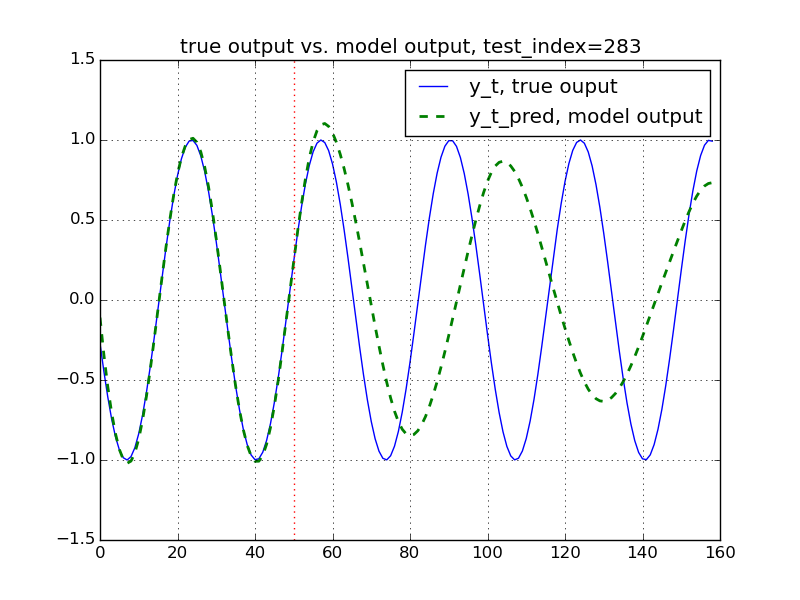 true output vs. model output, test_index=283
y_t, true ouput
y_t_pred, model output
1.5
1.0
0.5
0.0
−0.5
−1.0
−1.5
0 20 40 60 80 100 120 140 160